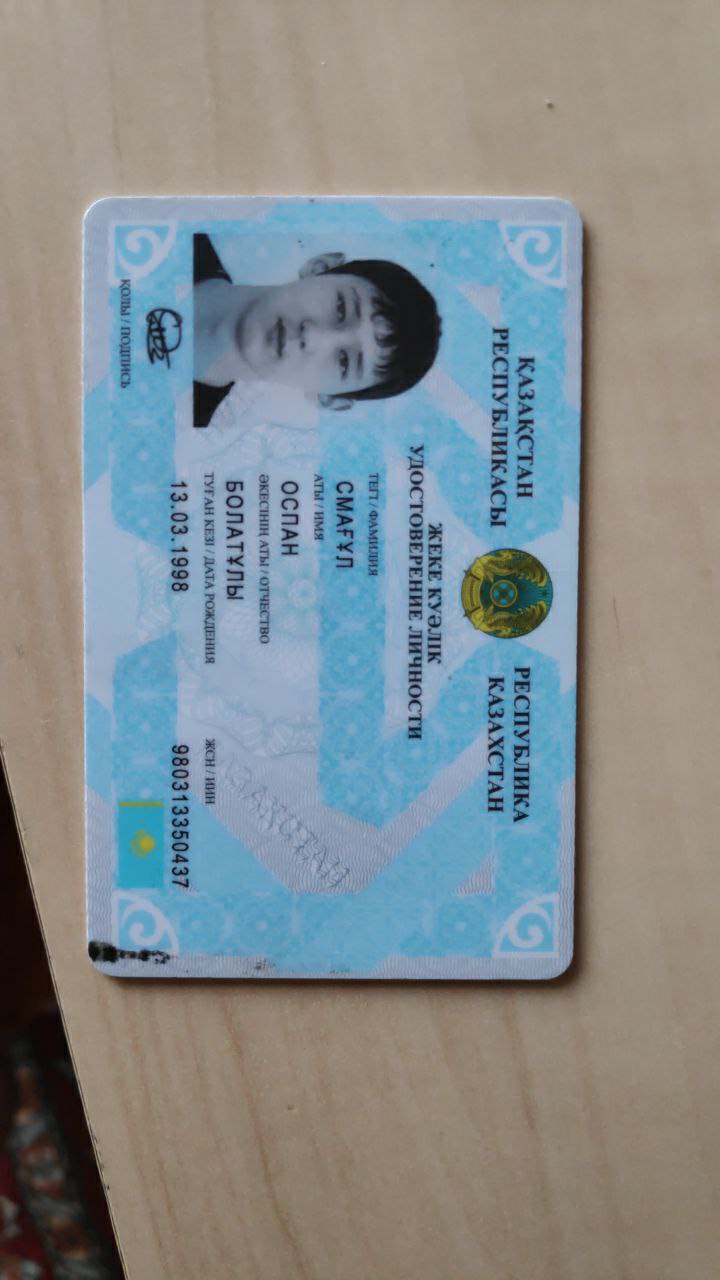 ҚАЗАҚСТАН
РЕСПУБЛИКАСЫ
РЕСПУБЛИКА
КАЗАХСТАН
ЖЕКЕ КУӘЛІК
УДОСТОВЕРЕНИЕ ЛИЧНОСТИ
ТЕГІ / ФАМИЛИЯ
СМАҒҰЛ
АТЫ / ИМЯ
ОСПАН
ӘКЕСІНІҢ АТЫ / ОТЧЕСТВО
БОЛАТҰЛЫ
ТУҒАН КЕЗІ / ДАТА РОЖДЕНИЯ
13.03.1998
ЖСН / ИИН
980313350437
ҚОЛЫ / ПОДПИСЬ